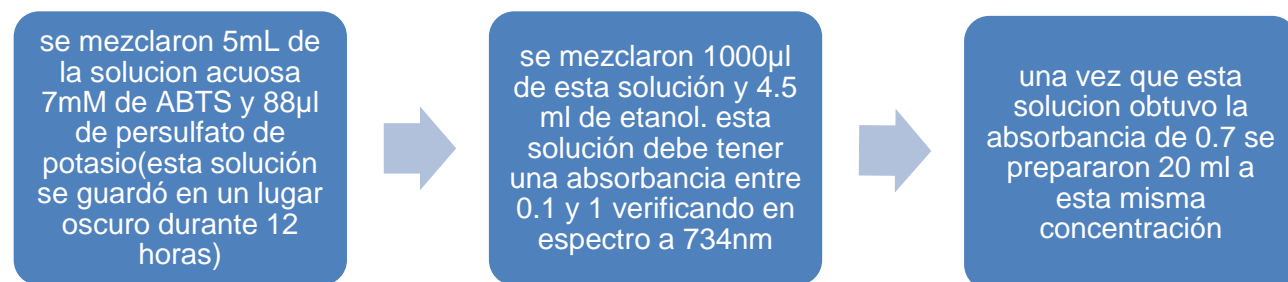 se mezclaron 5mL de
la solucion acuosa
7mM de ABTS y 88µl
de persulfato de
potasio(esta solución
se guardó en un lugar
oscuro durante 12
horas)
se mezclaron 1000µl
de esta solución y 4.5
ml de etanol. esta
solución debe tener
una absorbancia entre
0.1 y 1 verificando en
espectro a 734nm
una vez que esta
solucion obtuvo la
absorbancia de 0.7 se
prepararon 20 ml a
esta misma
concentración